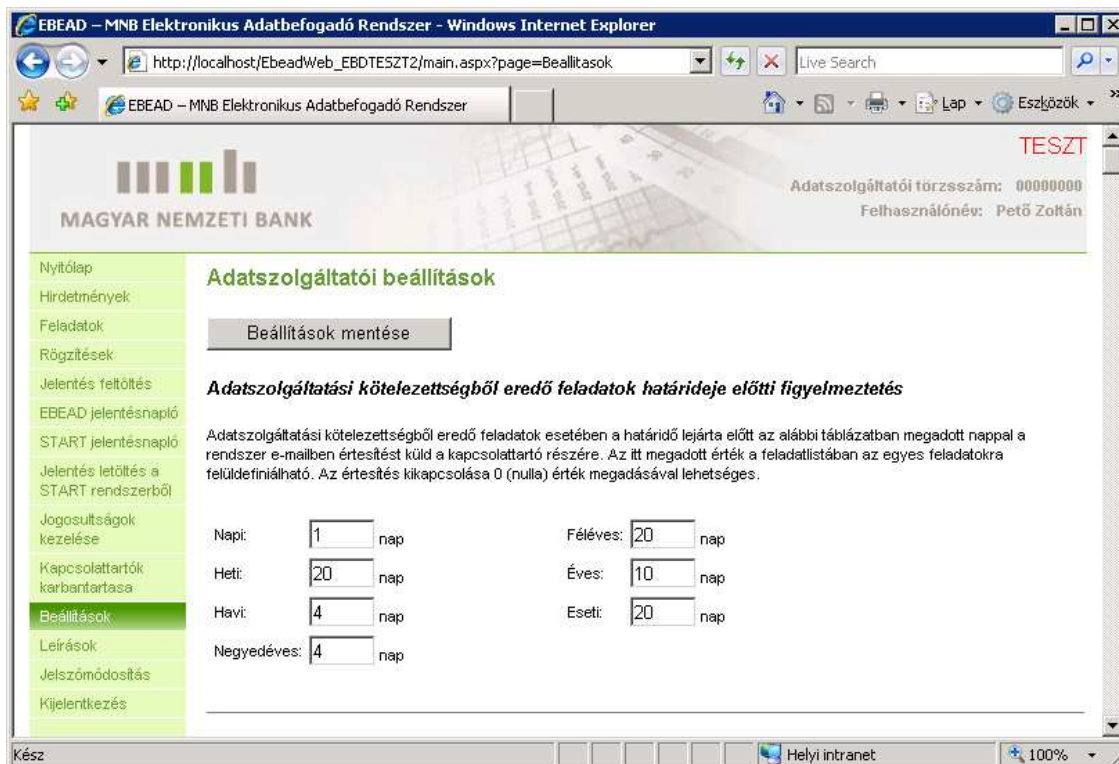 EBEAD – MNB Elektronikus Adatbefogadó Rendszer - Windows Internet Explorer
http://localhost/EbeadWeb_EBDTESZT2/main.aspx?page=Beallitasok
Live Search
EBEAD – MNB Elektronikus Adatbefogadó Rendszer
Lap
Eszközök
TESZT
Adatszolgáltatói törzsszám: 00000000
Felhasználónév: Pető Zoltán
MAGYAR NEMZETI BANK
Nyitólap
Hirdetmények
Feladatok
Rögzítések
Jelentés feltöltés
EBEAD jelentésnapló
START jelentésnapló
Jelentés letöltés a
START rendszerből
Jogosultságok
kezelése
Kapcsolattartók
karbantartasa
Beállítások
Leírások
Jelszómódosítás
Kijelentkezés
Adatszolgáltatói beállítások
Beállítások mentése
Adatszolgáltatási kötelezettségből eredő feladatok határideje előtti figyelmeztetés
Adatszolgáltatási kötelezettségből eredő feladatok esetében a határidő lejárta előtt az alábbi táblázatban megadott nappal a
rendszer e-mailben értesítést küld a kapcsolattartó részére. Az itt megadott érték a feladatlistában az egyes feladatokra
felüldefiniálható. Az értesítés kikapcsolása 0 (nulla) érték megadásával lehetséges.
Napi: 1 nap
Féléves: 20 nap
Heti: 20 nap
Éves: 10 nap
Havi: 4 nap
Eseti: 20 nap
Negyedéves: 4 nap
Kész
Helyi intranet
100%